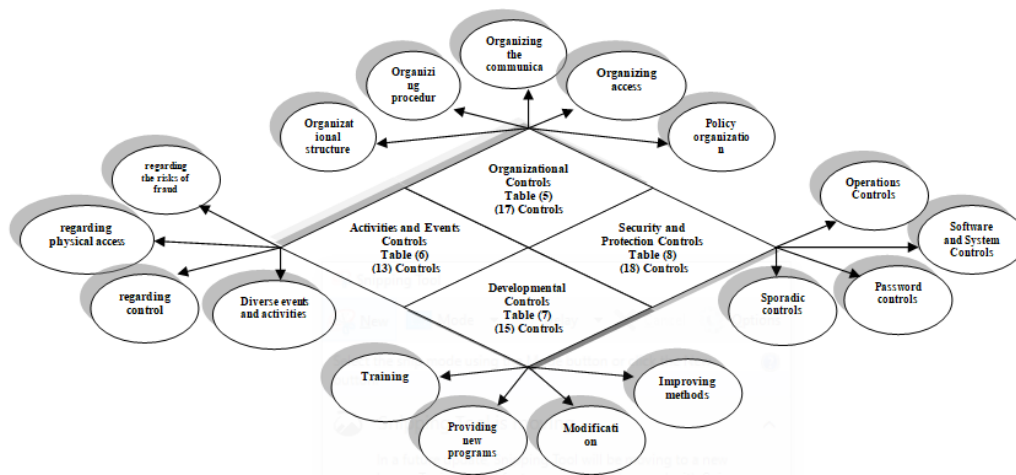 Organizing
the
communica
Organizi
ng
procedur
Organizing
access
Organizat
ional
structure
Policy
organizatio
n
regarding
the risks of
fraud
regarding
physical access
regarding
control
Diverse events
and activities
Organizational
Controls
Table (5)
(17) Controls
Activities and Events
Controls
Table (6)
(13) Controls
Security and
Protection Controls
Table (8)
(18) Controls
Developmental
Controls
Table (7)
(15) Controls
Operations
Controls
Software
and System
Controls
Password
controls
Sporadic
controls
Training
Providing
new
programs
Modificati
on
Improving
methods